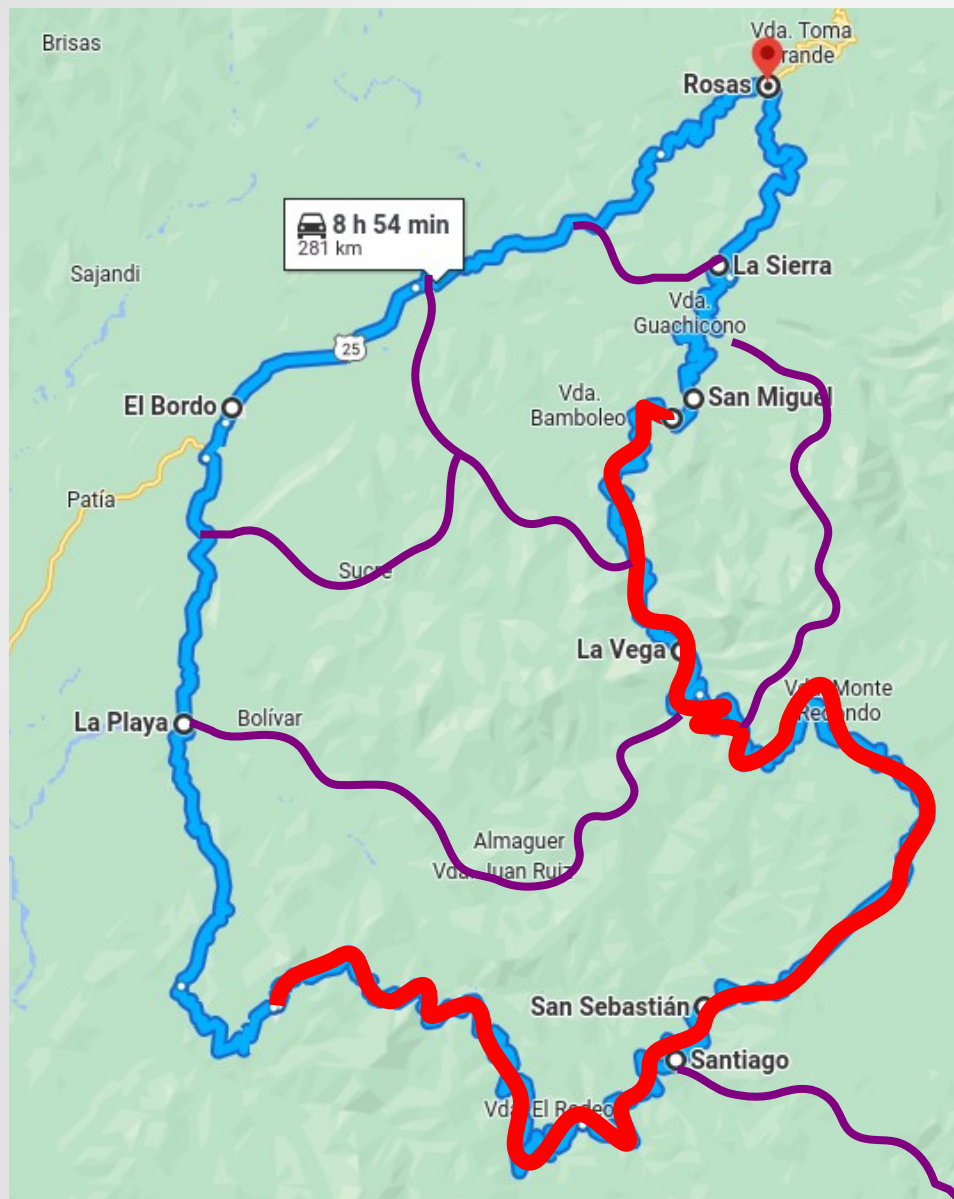 Brisas
Vda. Toma
rande
Rosas
8 h 54 min
281 km
Sajandi
La Sierra
Vda.
Guachicono
25
El Bordo
Vda.
Bamboleo
San Miguel
Patía
Sucre
La Vega
Vda. Monte
Redondo
La Playa
Bolívar
Almaguer
Vda. Juan Ruiz
San Sebastián
Santiago
Vda. El Rodeo